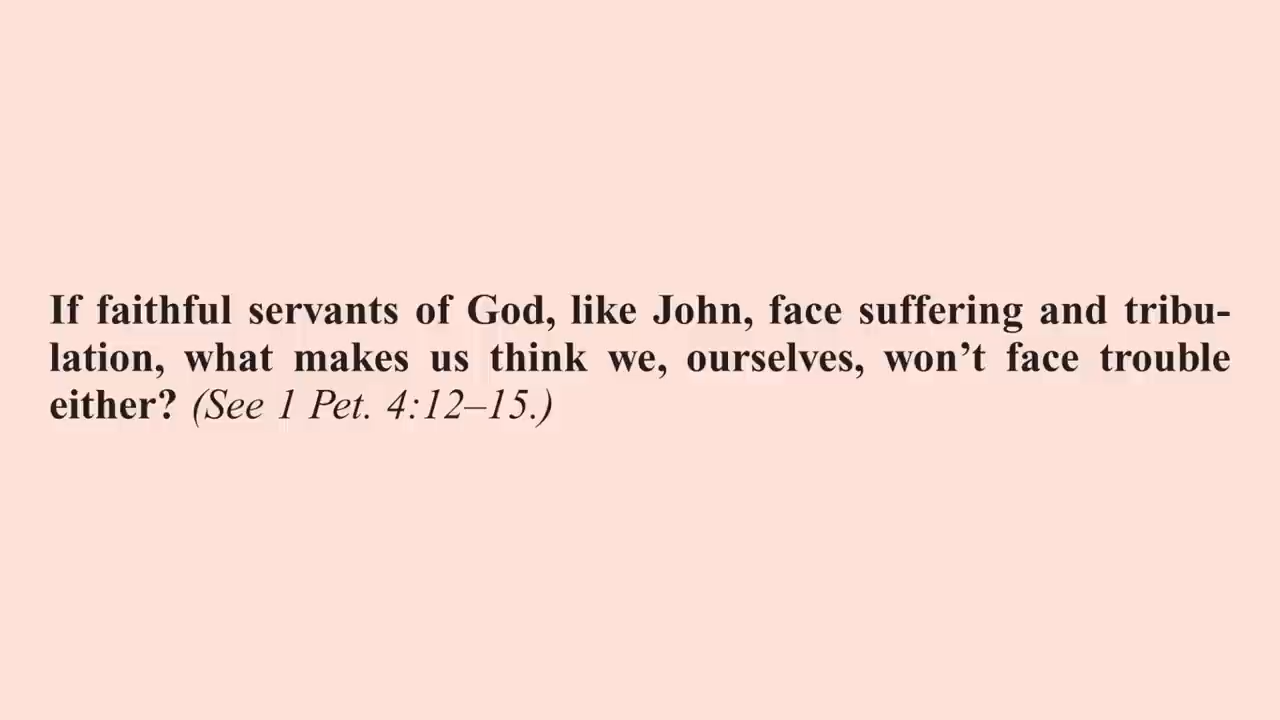 If faithful servants of God, like John, face suffering and tribu-
lation, what makes us think we, ourselves, won’t face trouble
either? (See 1 Pet. 4:12–15.)